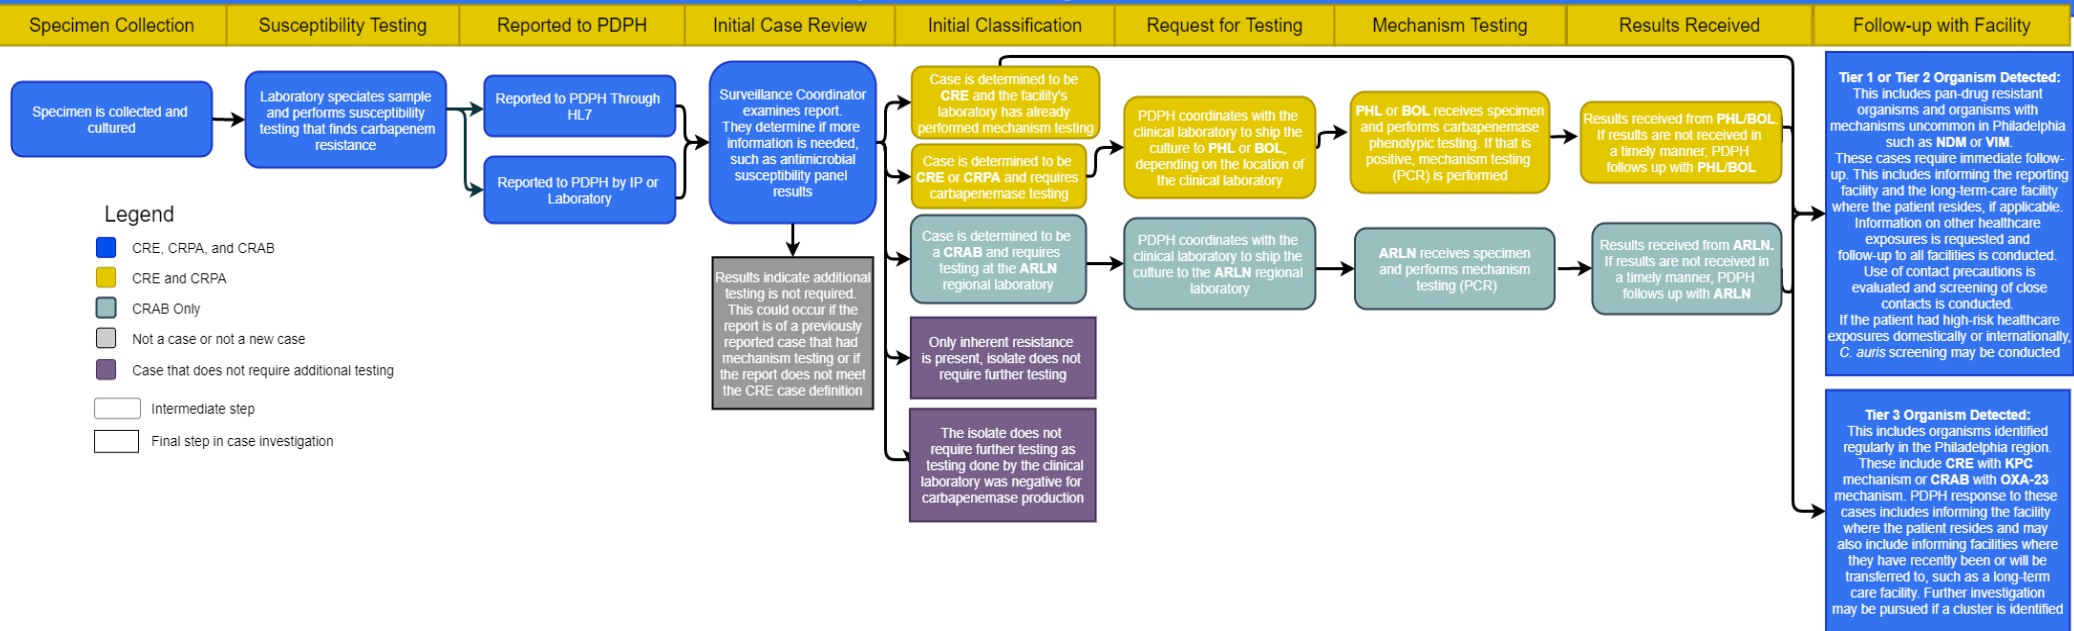 Specimen Collection
Susceptibility Testing
Reported to PDPH
Initial Case Review
Initial Classification
Request for Testing
Mechanism Testing
Results Received
Follow-up with Facility
Specimen is collected and
cultured
Laboratory speciates sample
and performs susceptibility
testing that finds carbapenem
resistance
Reported to PDPH Through
HL7
Reported to PDPH by IP or
Laboratory
Surveillance Coordinator
examines report.
They determine if more
information is needed,
such as antimicrobial
susceptibility panel
results
Results indicate additional
testing is not required.
This could occur if the
report is of a previously
reported case that had
mechanism testing or if
the report does not meet
the CRE case definition
Case is determined to be
CRE and the facility's
laboratory has already
performed mechanism testing
Case is determined to be
CRE or CRPA and requires
carbapenemase testing
Case is determined to be
a CRAB and requires
testing at the ARLN
regional laboratory
Only inherent resistance
is present, isolate does not
require further testing
The isolate does not
require further testing as
testing done by the clinical
laboratory was negative for
carbapenemase production
PDPH coordinates with the
clinical laboratory to ship the
culture to PHL or BOL,
depending on the location of
the clinical laboratory
PDPH coordinates with the
clinical laboratory to ship the
culture to the ARLN regional
laboratory
PHL or BOL receives specimen
and performs carbapenemase
phenotypic testing. If that is
positive, mechanism testing
(PCR) is performed
ARLN receives specimen
and performs mechanism
testing (PCR)
Results received from PHL/BOL
If results are not received in
a timely manner, PDPH
follows up with PHL/BOL
Results received from ARLN.
If results are not received in
a timely manner, PDPH
follows up with ARLN
Tier 1 or Tier 2 Organism Detected:
This includes pan-drug resistant
organisms and organisms with
mechanisms uncommon in Philadelphia
such as NDM or VIM.
These cases require immediate follow-
up. This includes informing the reporting
facility and the long-term-care facility
where the patient resides, if applicable.
Information on other healthcare
exposures is requested and
follow-up to all facilities is conducted.
Use of contact precautions is
evaluated and screening of close
contacts is conducted.
If the patient had high-risk healthcare
exposures domestically or internationally,
C. auris screening may be conducted
Tier 3 Organism Detected:
This includes organisms identified
regularly in the Philadelphia region.
These include CRE with KPC
mechanism or CRAB with OXA-23
mechanism. PDPH response to these
cases includes informing the facility
where the patient resides and may
also include informing facilities where
they have recently been or will be
transferred to, such as a long-term
care facility. Further investigation
may be pursued if a cluster is identified
Legend
CRE, CRPA, and CRAB
CRE and CRPA
CRAB Only
Not a case or not a new case
Case that does not require additional testing
Intermediate step
Final step in case investigation